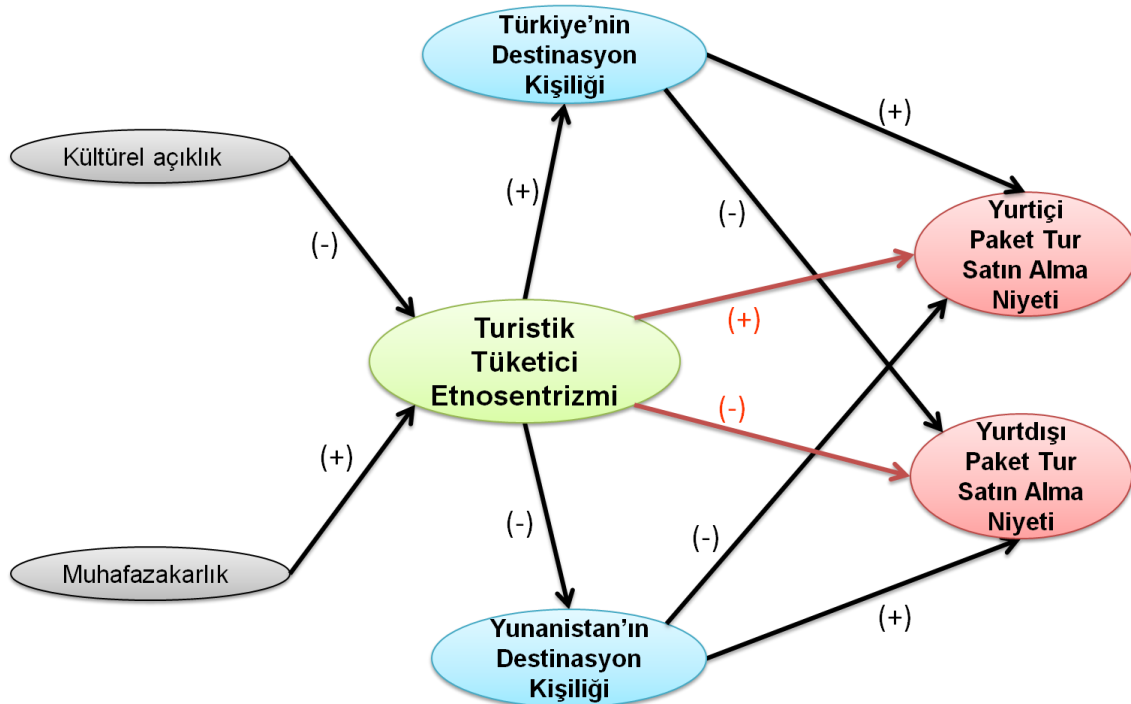 Türkiye’nin
Destinasyon
Kişiliği
(+)
Kültürel açıklık
(+)
(-)
(-)
Yurtiçi
Paket Tur
Satın Alma
Niyeti
(+)
Turistik
Tüketici
Etnosentrizmi
(-)
(+)
Yurtdışı
Paket Tur
Satın Alma
Niyeti
(-)
(-)
Muhafazakarlık
(+)
Yunanistan’ın
Destinasyon
Kişiliği